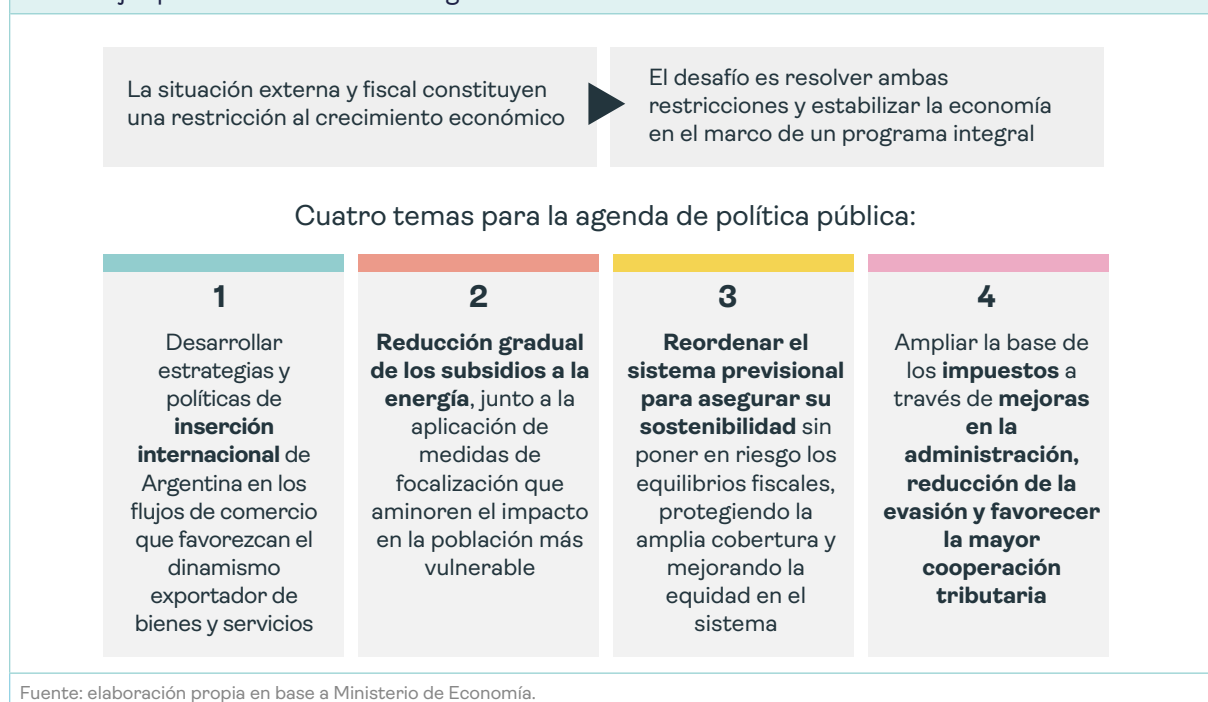 La situación externa y fiscal constituyen
una restricción al crecimiento económico
El desafío es resolver ambas
restricciones y estabilizar la economía
en el marco de un programa integral
Cuatro temas para la agenda de política pública:
1
Desarrollar
estrategias y
políticas de
inserción
internacional de
Argentina en los
flujos de comercio
que favorezcan el
dinamismo
exportador de
bienes y servicios
2
Reducción gradual
de los subsidios a la
energía, junto a la
aplicación de
medidas de
focalización que
aminoren el impacto
en la población más
vulnerable
3
Reordenar el
sistema previsional
para asegurar su
sostenibilidad sin
poner en riesgo los
equilibrios fiscales,
protegiendo la
amplia cobertura y
mejorando la
equidad en el
sistema
4
Ampliar la base de
los impuestos a
través de mejoras
en la
administración,
reducción de la
evasión y favorecer
la mayor
cooperación
tributaria
Fuente: elaboración propia en base a Ministerio de Economía.